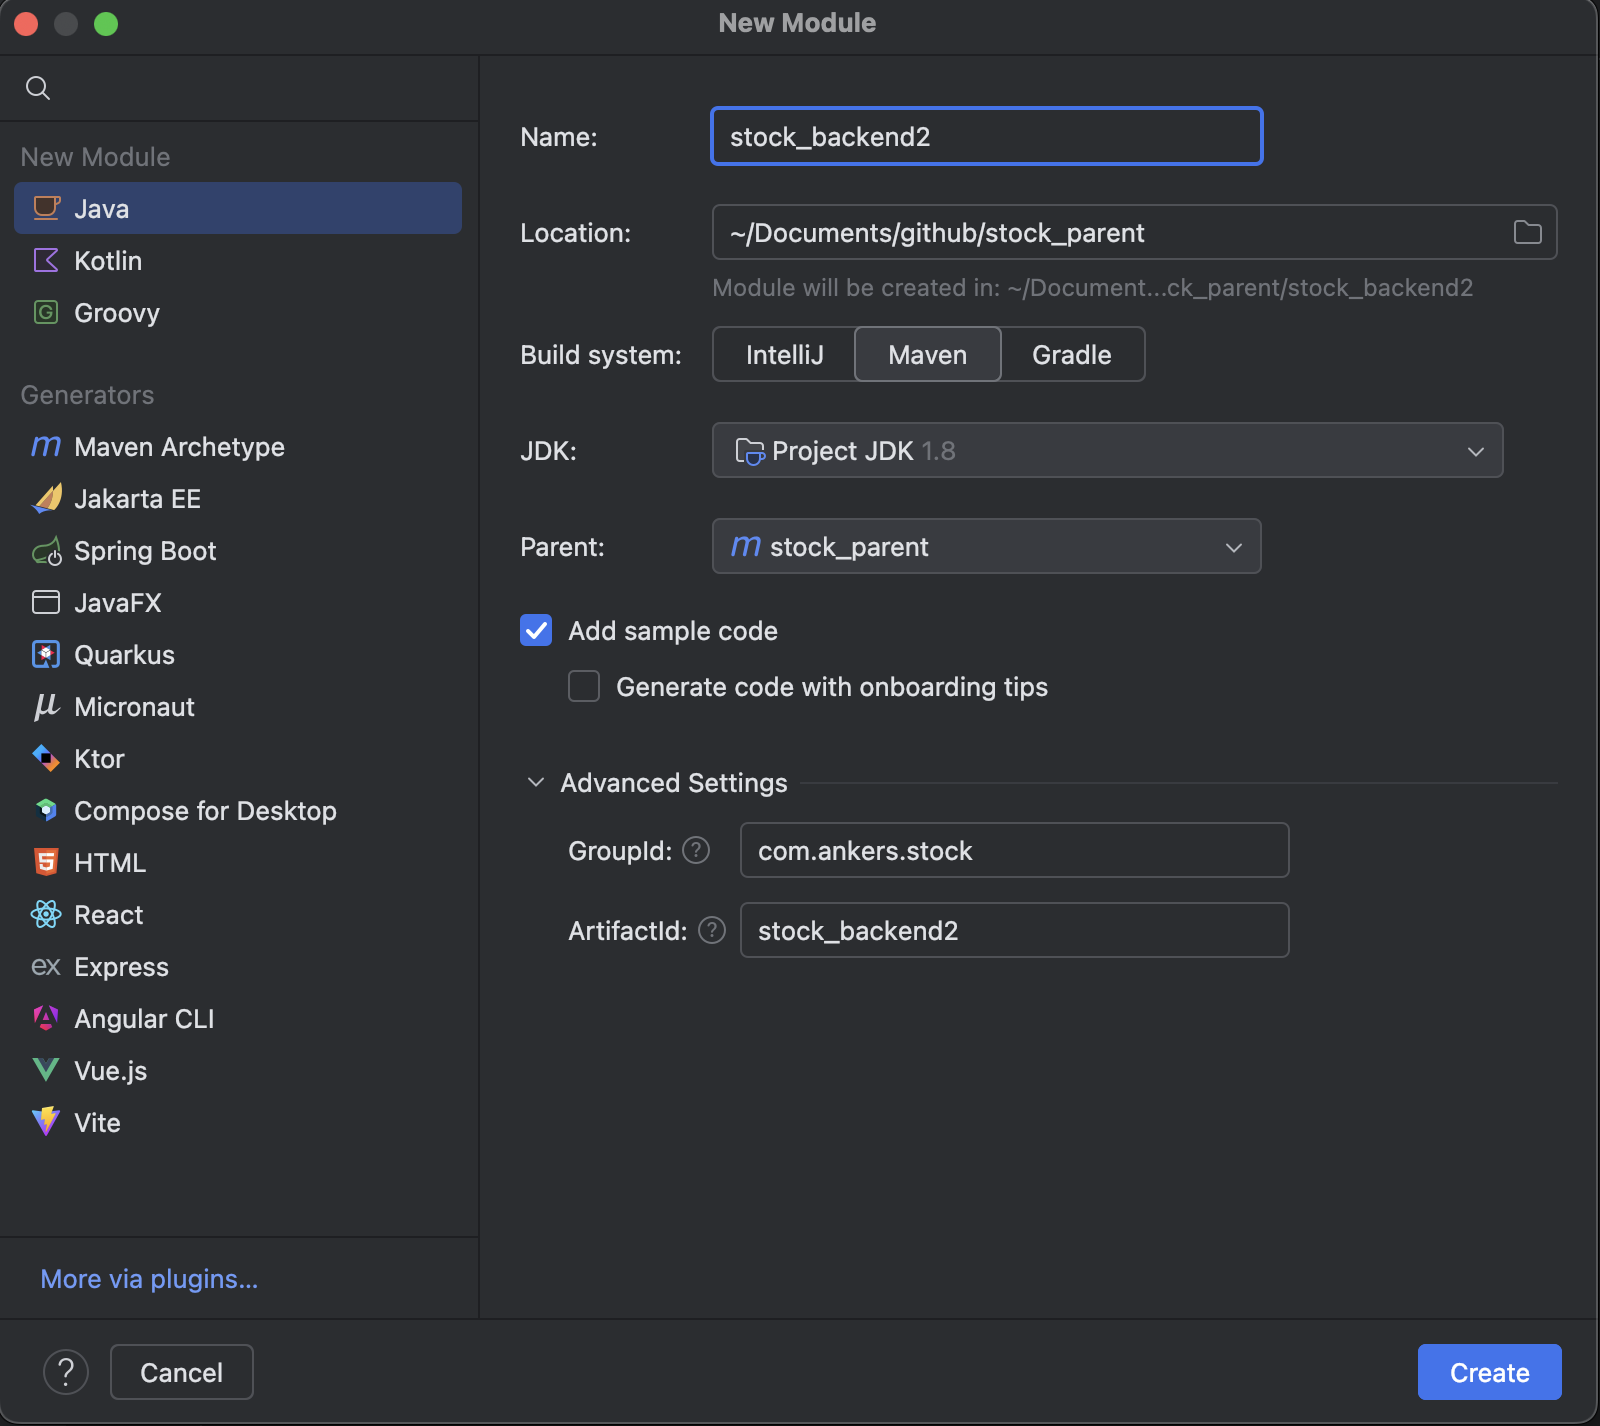 New Module
New Module
Java
Kotlin
Groovy
Generators
Maven Archetype
Jakarta EE
Spring Boot
JavaFX
Quarkus
Micronaut
Ktor
Compose for Desktop
HTML
React
Express
Angular CLI
Vue.js
Vite
More via plugins...
Name: stock_backend2
Location: ~/Documents/github/stock_parent
Module will be created in: ~/Document...ck_parent/stock_backend2
Build system: IntelliJ Maven Gradle
JDK: Project JDK 1.8
Parent: stock_parent
Add sample code
Generate code with onboarding tips
Advanced Settings
GroupId: ? com.ankers.stock
ArtifactId: ? stock_backend2
? Cancel Create